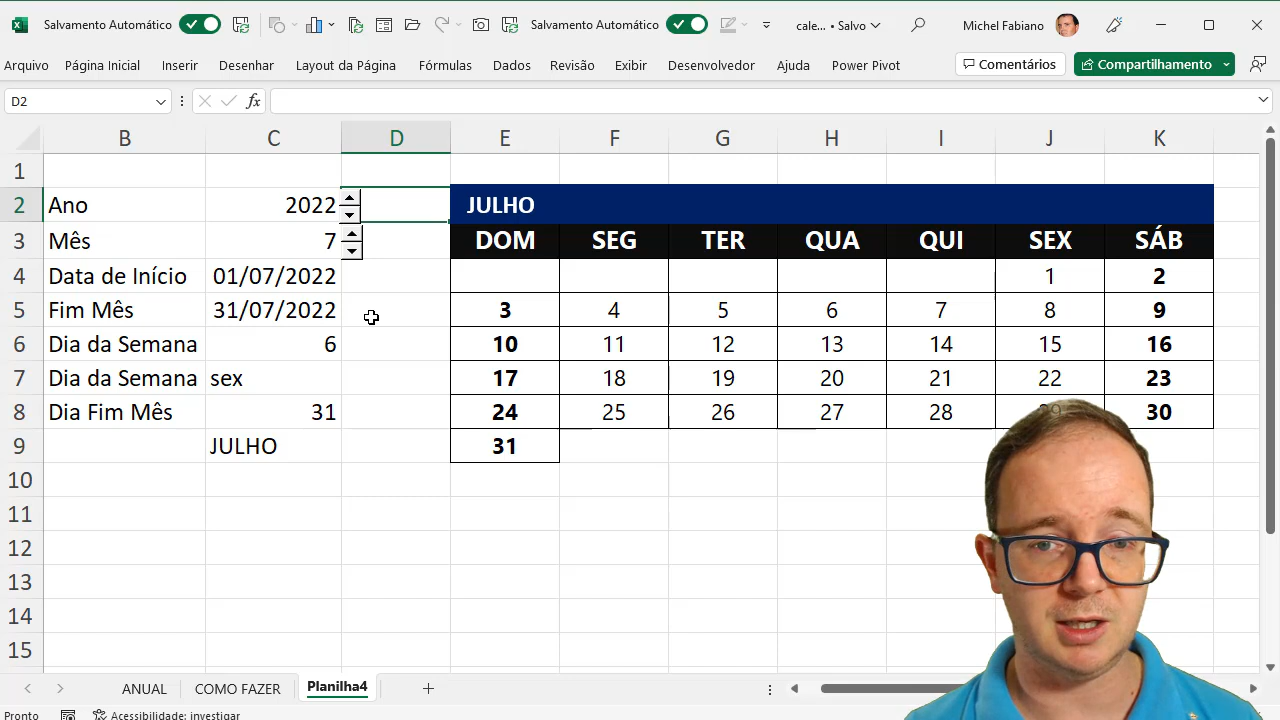 Salvamento Automático Salvamento Automático cale... • Salvo Michel Fabiano
Arquivo Página Inicial Inserir Desenhar Layout da Página Fórmulas Dados Revisão Exibir Desenvolvedor Ajuda Power Pivot Comentários Compartilhamento
D2 fx
B C D E F G H I J K
1
2 Ano 2022 JULHO
3 Mês 7 DOM SEG TER QUA QUI SEX SÁB
4 Data de Início 01/07/2022 1 2
5 Fim Mês 31/07/2022 3 4 5 6 7 8 9
6 Dia da Semana 6 10 11 12 13 14 15 16
7 Dia da Semana sex 17 18 19 20 21 22 23
8 Dia Fim Mês 31 24 25 26 27 28 29 30
9 JULHO 31
10
11
12
13
14
15
ANUAL COMO FAZER Planilha4
Pronto Acessibilidade: investigar